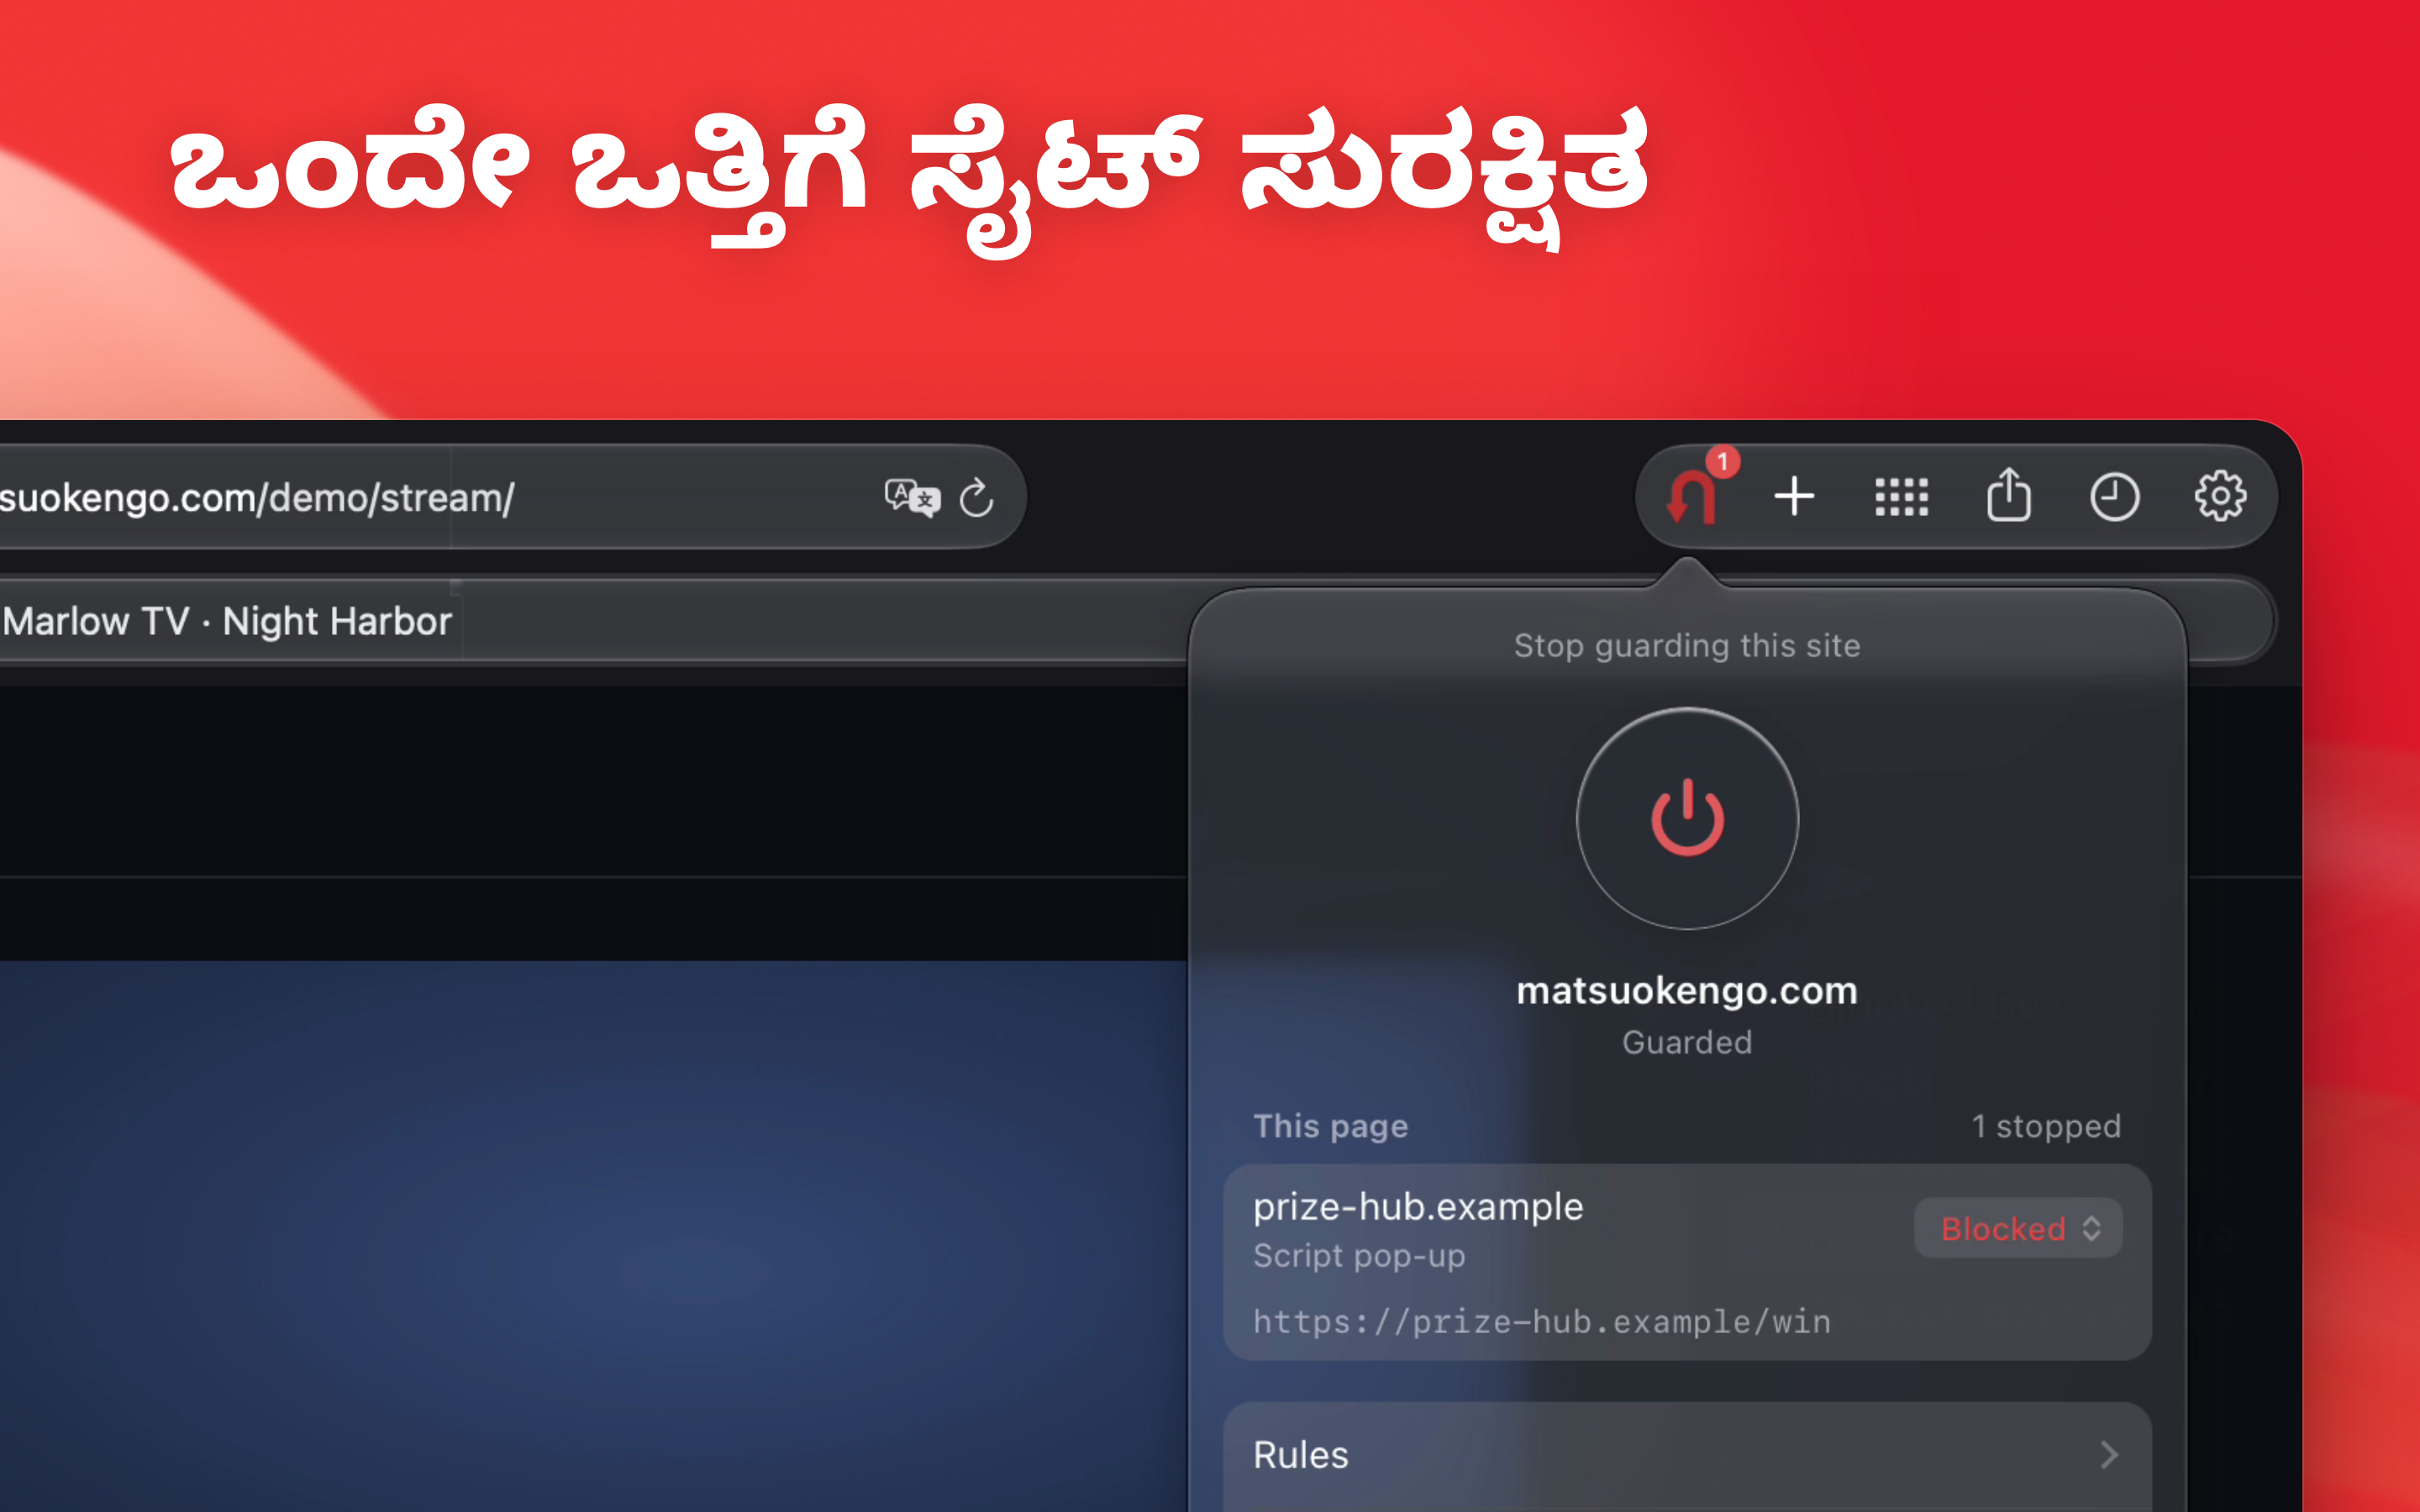 ಒಂದೇ ಒತ್ತಿಗೆ ಸೈಟ್ ಸುರಕ್ಷಿತ
suokengo.com/demo/stream/
1
Marlow TV · Night Harbor
Stop guarding this site
matsuokengo.com
Guarded
This page 1 stopped
prize-hub.example
Blocked
Script pop-up
https://prize-hub.example/win
Rules